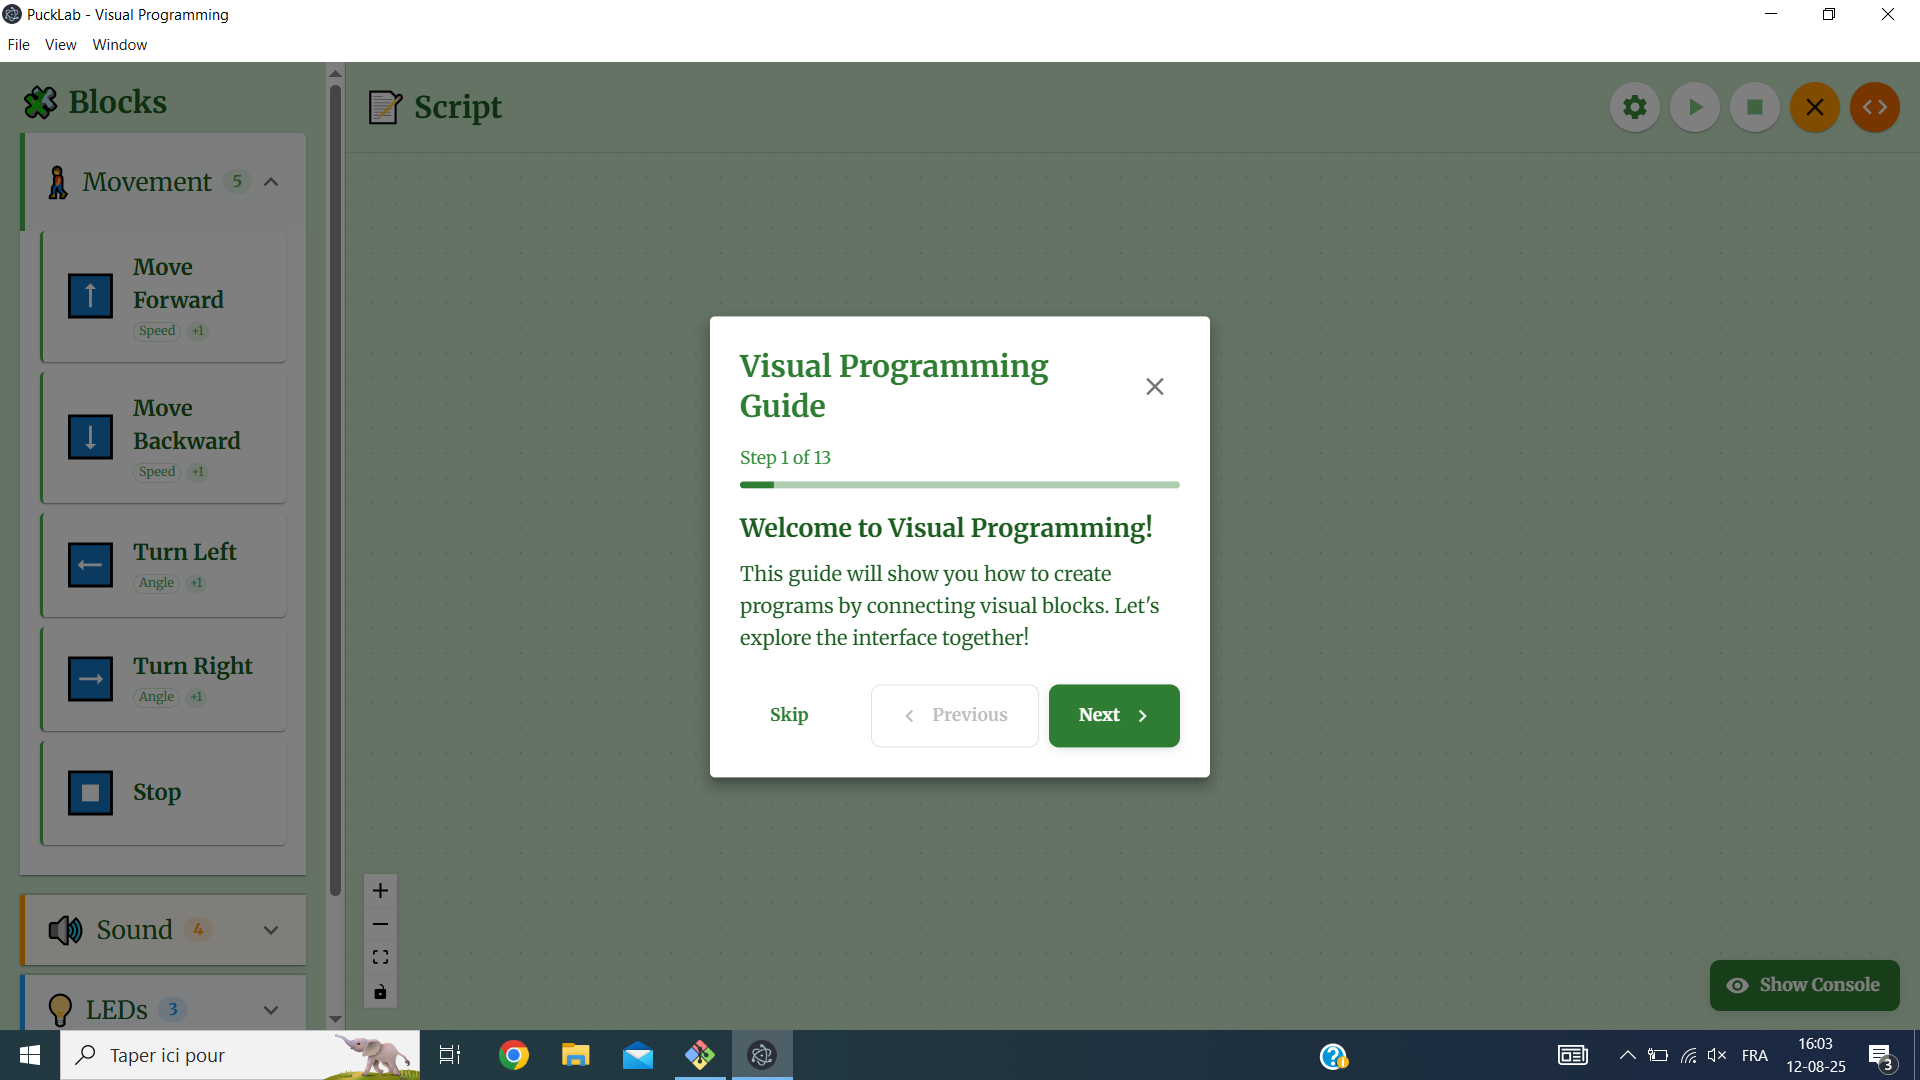 PuckLab - Visual Programming
File View Window
Blocks
Script
Movement 5
Move
Forward
Speed +1
Move
Backward
Speed +1
Turn Left
Angle +1
Turn Right
Angle +1
Stop
Sound 4
LEDs 3
Visual Programming
Guide
Step 1 of 13
Welcome to Visual Programming!
This guide will show you how to create
programs by connecting visual blocks. Let's
explore the interface together!
Skip
Previous
Next
Show Console
Taper ici pour
FRA
16:03
12-08-25
3